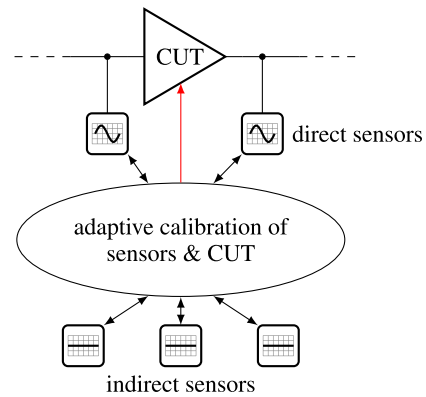 CUT
direct sensors
adaptive calibration of
sensors & CUT
indirect sensors